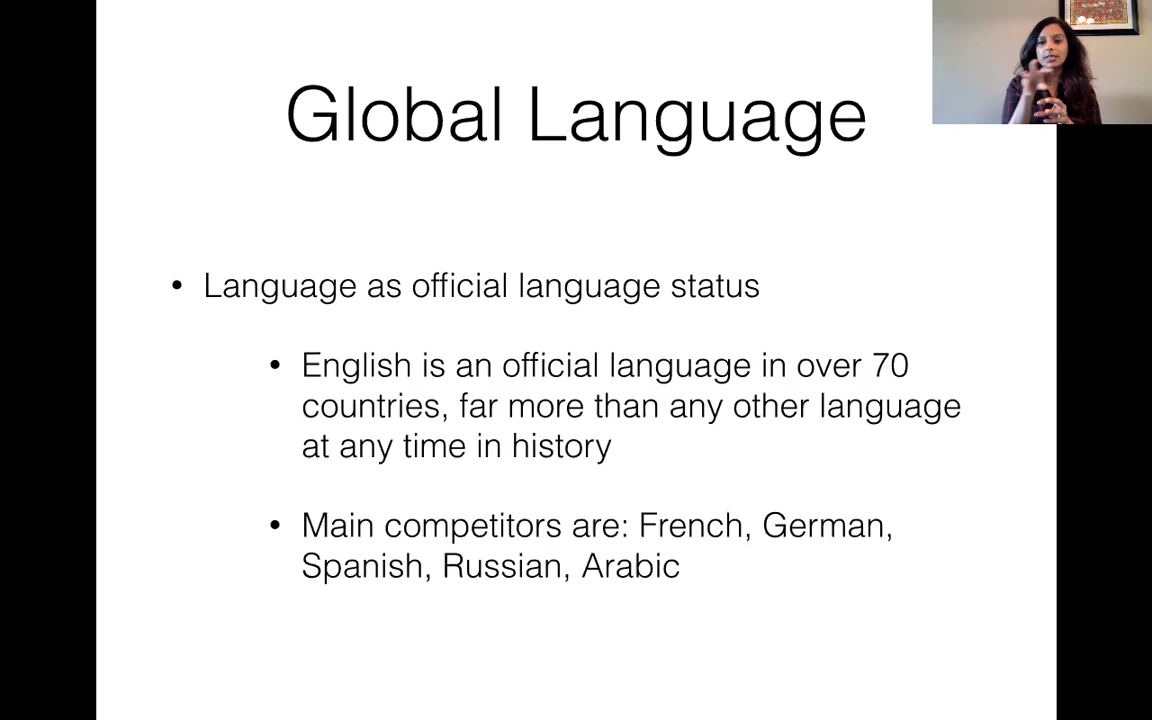 Global Language
• Language as official language status
• English is an official language in over 70
countries, far more than any other language
at any time in history
• Main competitors are: French, German,
Spanish, Russian, Arabic